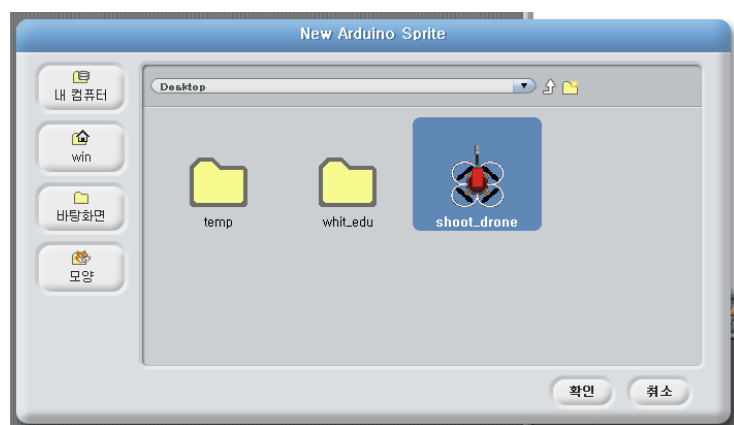 New Arduino Sprite
내 컴퓨터
win
바탕화면
모양
Desktop
temp
whit_edu
shoot_drone
확인
취소